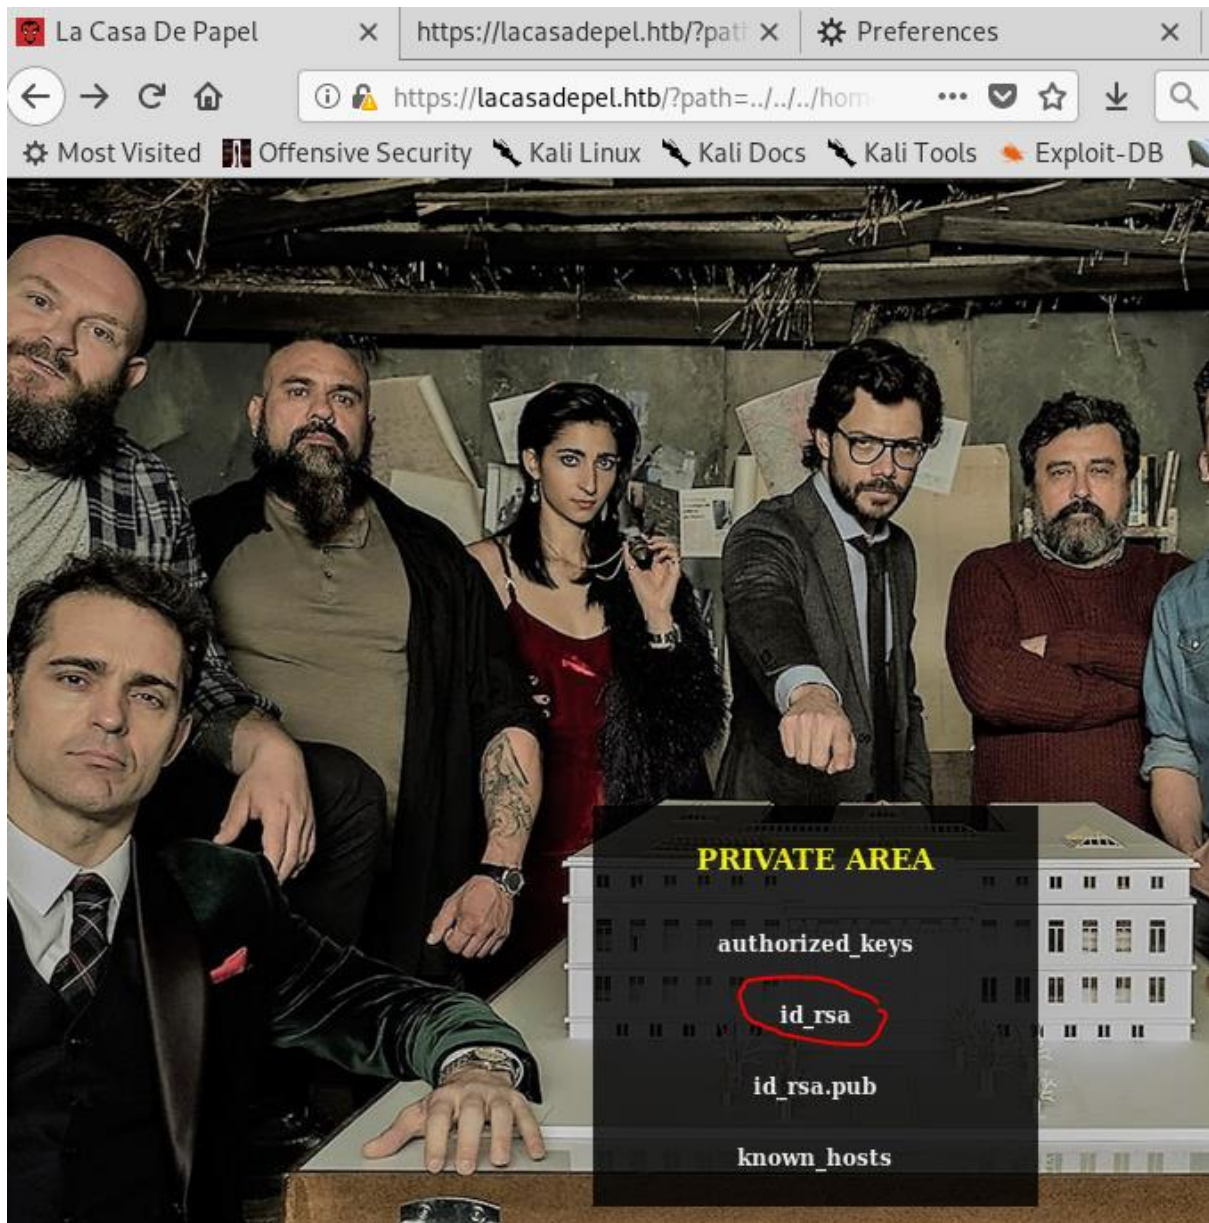 La Casa De Papel
https://lacasadepel.htb/?pat
Preferences
https://lacasadepel.htb/?path=../../../hom
Most Visited
Offensive Security
Kali Linux
Kali Docs
Kali Tools
Exploit-DB
PRIVATE AREA
authorized_keys
id_rsa
id_rsa.pub
known_hosts